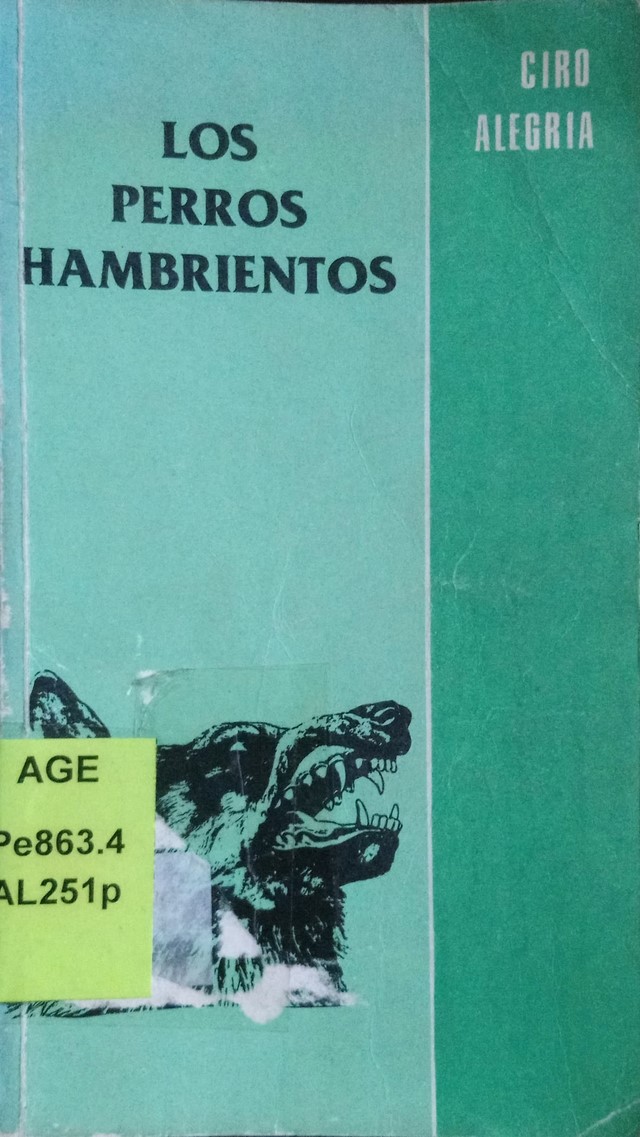 CIRO
ALEGRIA
LOS
PERROS
HAMBRIENTOS
AGE
Pe863.4
AL251p